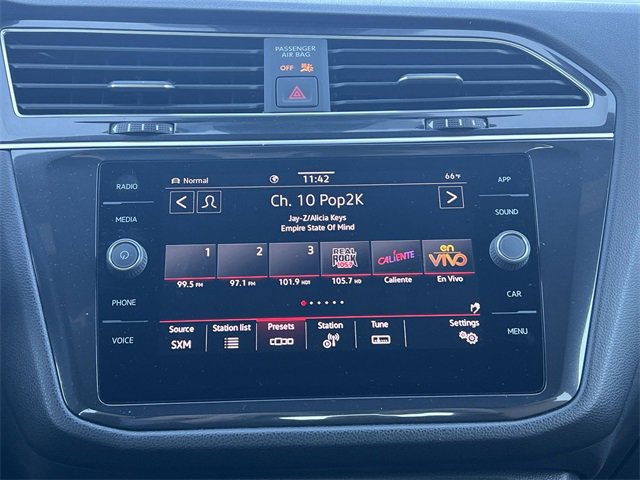 PASSENGER
AIR BAG
OFF
RADIO
MEDIA
PHONE
VOICE
Normal
11:42
66°F
Ch. 10 Pop2K
Jay-Z/Alicia Keys
Empire State Of Mind
1 2 3
REAL
ROCK
105.7
CALIENTE
en
VIVO
99.5 FM 97.1 FM 101.9 HD1 105.7 HD Caliente En Vivo
Source Station list Presets Station Tune Settings
SXM
APP
SOUND
CAR
MENU